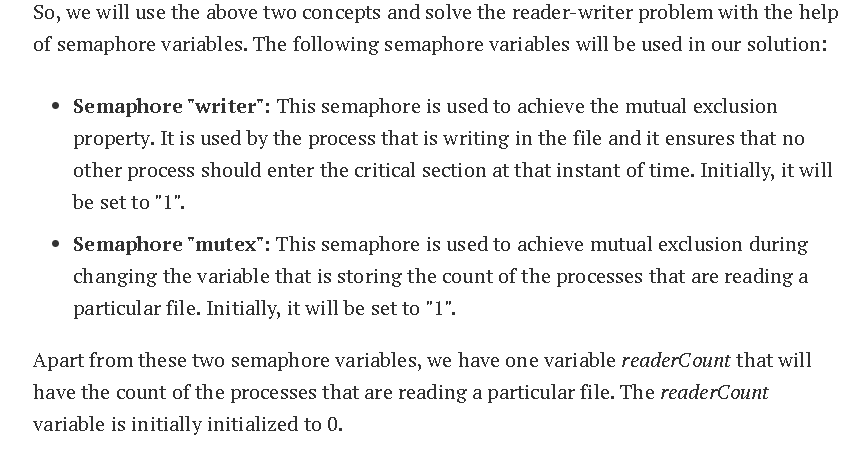 So, we will use the above two concepts and solve the reader-writer problem with the help
of semaphore variables. The following semaphore variables will be used in our solution:
• Semaphore "writer": This semaphore is used to achieve the mutual exclusion
property. It is used by the process that is writing in the file and it ensures that no
other process should enter the critical section at that instant of time. Initially, it will
be set to "1".
• Semaphore "mutex": This semaphore is used to achieve mutual exclusion during
changing the variable that is storing the count of the processes that are reading a
particular file. Initially, it will be set to "1".
Apart from these two semaphore variables, we have one variable readerCount that will
have the count of the processes that are reading a particular file. The readerCount
variable is initially initialized to 0.